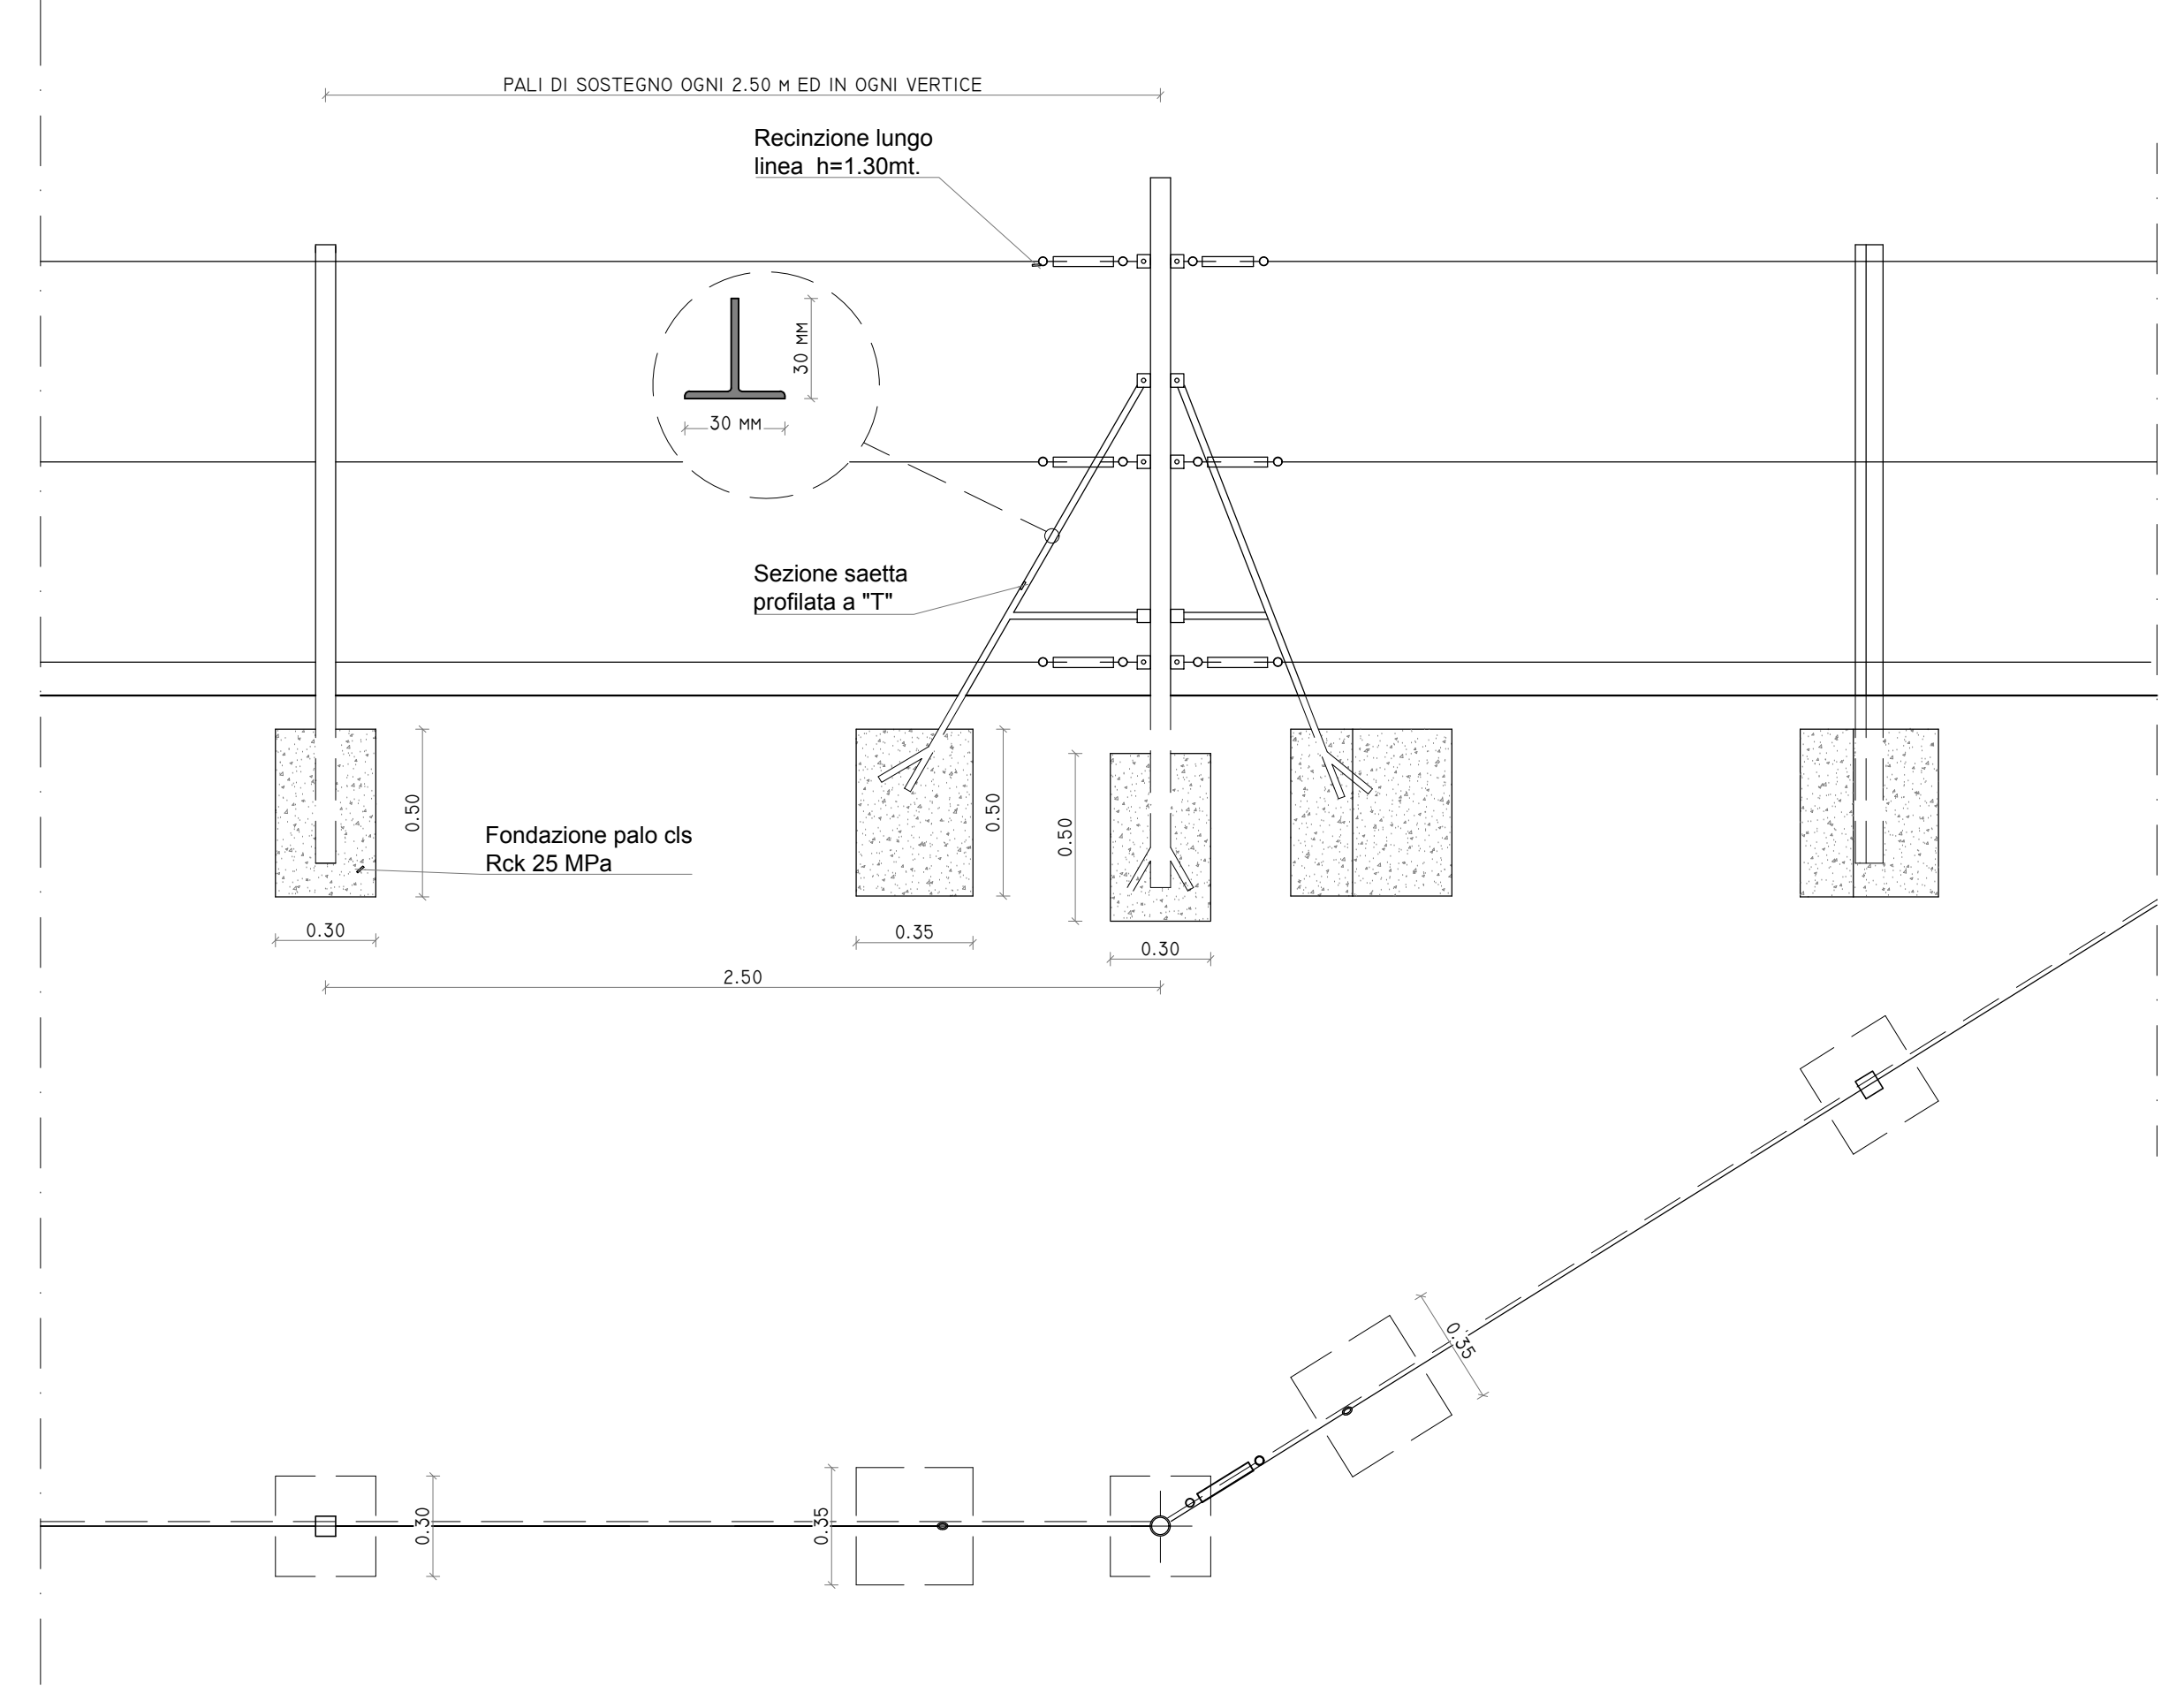 PALI DI SOSTEGNO OGNI 2.50 M ED IN OGNI VERTICE
Recinzione lungo
linea h=1.30mt.
30 MM
30 MM
Sezione saetta
profilata a "T"
0.50
0.50
0.50
Fondazione palo cls
Rck 25 MPa
0.30
0.35
0.30
2.50
0.35
0.30
0.35